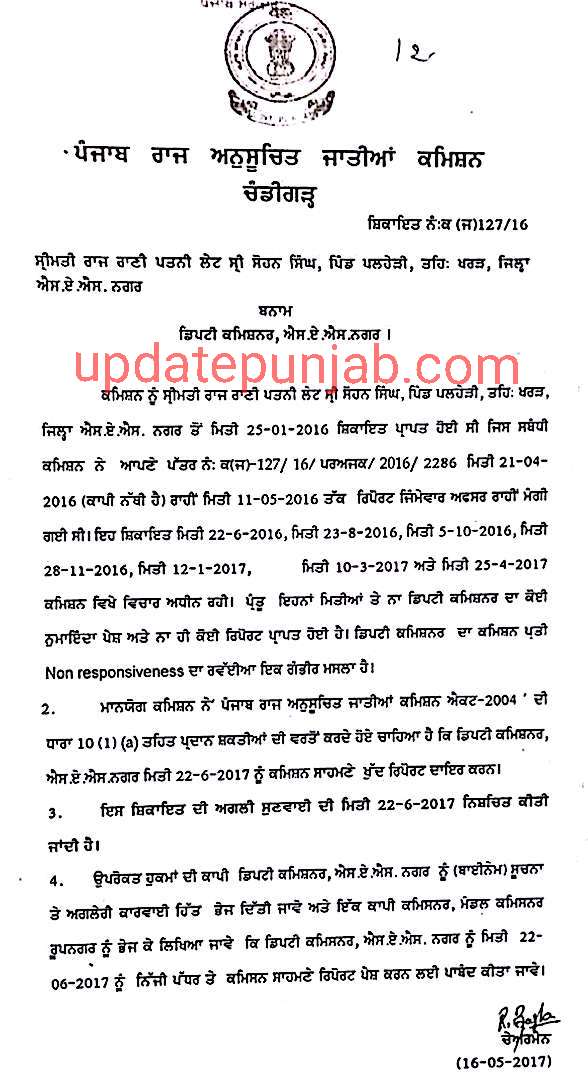 12
ਪੰਜਾਬ ਰਾਜ ਅਨੁਸੂਚਿਤ ਜਾਤੀਆਂ ਕਮਿਸ਼ਨ
ਚੰਡੀਗੜ੍ਹ
ਸ਼ਿਕਾਇਤ ਨੰ:ਕ (ਜ)127/16
ਸ੍ਰੀਮਤੀ ਰਾਜ ਰਾਣੀ ਪਤਨੀ ਲੇਟ ਸ੍ਰੀ ਸੋਹਨ ਸਿੰਘ, ਪਿੰਡ ਪਲਹੇੜੀ, ਤਹਿ: ਖਰੜ, ਜਿਲ੍ਹਾ
ਐਸ.ਏ.ਐਸ. ਨਗਰ
ਬਨਾਮ
ਡਿਪਟੀ ਕਮਿਸ਼ਨਰ, ਐਸ.ਏ.ਐਸ.ਨਗਰ ।
updatepunjab.com
ਕਮਿਸ਼ਨ ਨੂੰ ਸ੍ਰੀਮਤੀ ਰਾਜ ਰਾਣੀ ਪਤਨੀ ਲੇਟ ਸ੍ਰੀ ਸੋਹਨ ਸਿੰਘ, ਪਿੰਡ ਪਲਹੇੜੀ, ਤਹਿ: ਖਰੜ,
ਜਿਲ੍ਹਾ ਐਸ.ਏ.ਐਸ. ਨਗਰ ਤੋਂ ਮਿਤੀ 25-01-2016 ਸ਼ਿਕਾਇਤ ਪ੍ਰਾਪਤ ਹੋਈ ਸੀ ਜਿਸ ਸਬੰਧੀ
ਕਮਿਸ਼ਨ ਨੇ ਆਪਣੇ ਪੱਤਰ ਨੰ: ਕ(ਜ)-127/ 16/ ਪਰਅਜਕ/ 2016/ 2286 ਮਿਤੀ 21-04-
2016 (ਕਾਪੀ ਨੱਥੀ ਹੈ) ਰਾਹੀਂ ਮਿਤੀ 11-05-2016 ਤੱਕ ਰਿਪੋਰਟ ਜਿੰਮੇਵਾਰ ਅਫਸਰ ਰਾਹੀਂ ਮੰਗੀ
ਗਈ ਸੀ। ਇਹ ਸ਼ਿਕਾਇਤ ਮਿਤੀ 22-6-2016, ਮਿਤੀ 23-8-2016, ਮਿਤੀ 5-10-2016, ਮਿਤੀ
28-11-2016, ਮਿਤੀ 12-1-2017, ਮਿਤੀ 10-3-2017 ਅਤੇ ਮਿਤੀ 25-4-2017
ਕਮਿਸ਼ਨ ਵਿਖੇ ਵਿਚਾਰ ਅਧੀਨ ਰਹੀ। ਪ੍ਰੰਤੂ ਇਹਨਾਂ ਮਿਤੀਆਂ ਤੇ ਨਾ ਡਿਪਟੀ ਕਮਿਸ਼ਨਰ ਦਾ ਕੋਈ
ਨੁਮਾਇੰਦਾ ਪੇਸ਼ ਅਤੇ ਨਾ ਹੀ ਕੋਈ ਰਿਪੋਰਟ ਪ੍ਰਾਪਤ ਹੋਈ ਹੈ। ਡਿਪਟੀ ਕਮਿਸ਼ਨਰ ਦਾ ਕਮਿਸ਼ਨ ਪ੍ਰਤੀ
Non responsiveness ਦਾ ਰਵੱਈਆ ਇਕ ਗੰਭੀਰ ਮਸਲਾ ਹੈ।
2. ਮਾਨਯੋਗ ਕਮਿਸ਼ਨ ਨੇ 'ਪੰਜਾਬ ਰਾਜ ਅਨੁਸੂਚਿਤ ਜਾਤੀਆਂ ਕਮਿਸ਼ਨ ਐਕਟ-2004 ' ਦੀ
ਧਾਰਾ 10 (1) (a) ਤਹਿਤ ਪ੍ਰਦਾਨ ਸ਼ਕਤੀਆਂ ਦੀ ਵਰਤੋਂ ਕਰਦੇ ਹੋਏ ਚਾਹਿਆ ਹੈ ਕਿ ਡਿਪਟੀ ਕਮਿਸ਼ਨਰ,
ਐਸ.ਏ.ਐਸ.ਨਗਰ ਮਿਤੀ 22-6-2017 ਨੂੰ ਕਮਿਸ਼ਨ ਸਾਹਮਣੇ ਖੁੱਦ ਰਿਪੋਰਟ ਦਾਇਰ ਕਰਨ।
3. ਇਸ ਸ਼ਿਕਾਇਤ ਦੀ ਅਗਲੀ ਸੁਣਵਾਈ ਦੀ ਮਿਤੀ 22-6-2017 ਨਿਸ਼ਚਿਤ ਕੀਤੀ
ਜਾਂਦੀ ਹੈ।
4. ਉਪਰੋਕਤ ਹੁਕਮਾਂ ਦੀ ਕਾਪੀ ਡਿਪਟੀ ਕਮਿਸ਼ਨਰ, ਐਸ.ਏ.ਐਸ. ਨਗਰ ਨੂੰ (ਬਾਈਨੇਮ) ਸੂਚਨਾ
ਤੇ ਅਗਲੇਰੀ ਕਾਰਵਾਈ ਹਿੱਤ ਭੇਜ ਦਿੱਤੀ ਜਾਵੇ ਅਤੇ ਇੱਕ ਕਾਪੀ ਕਮਿਸਨਰ, ਮੰਡਲ ਕਮਿਸਨਰ
ਰੂਪਨਗਰ ਨੂੰ ਭੇਜ ਕੇ ਲਿਖਿਆ ਜਾਵੇ ਕਿ ਡਿਪਟੀ ਕਮਿਸਨਰ, ਐਸ.ਏ.ਐਸ. ਨਗਰ ਨੂੰ ਮਿਤੀ 22-
06-2017 ਨੂੰ ਨਿੱਜੀ ਪੱਧਰ ਤੇ ਕਮਿਸਨ ਸਾਹਮਣੇ ਰਿਪੋਰਟ ਪੇਸ਼ ਕਰਨ ਲਈ ਪਾਬੰਦ ਕੀਤਾ ਜਾਵੇ।
ਚੇਅਰਮੈਨ
(16-05-2017)